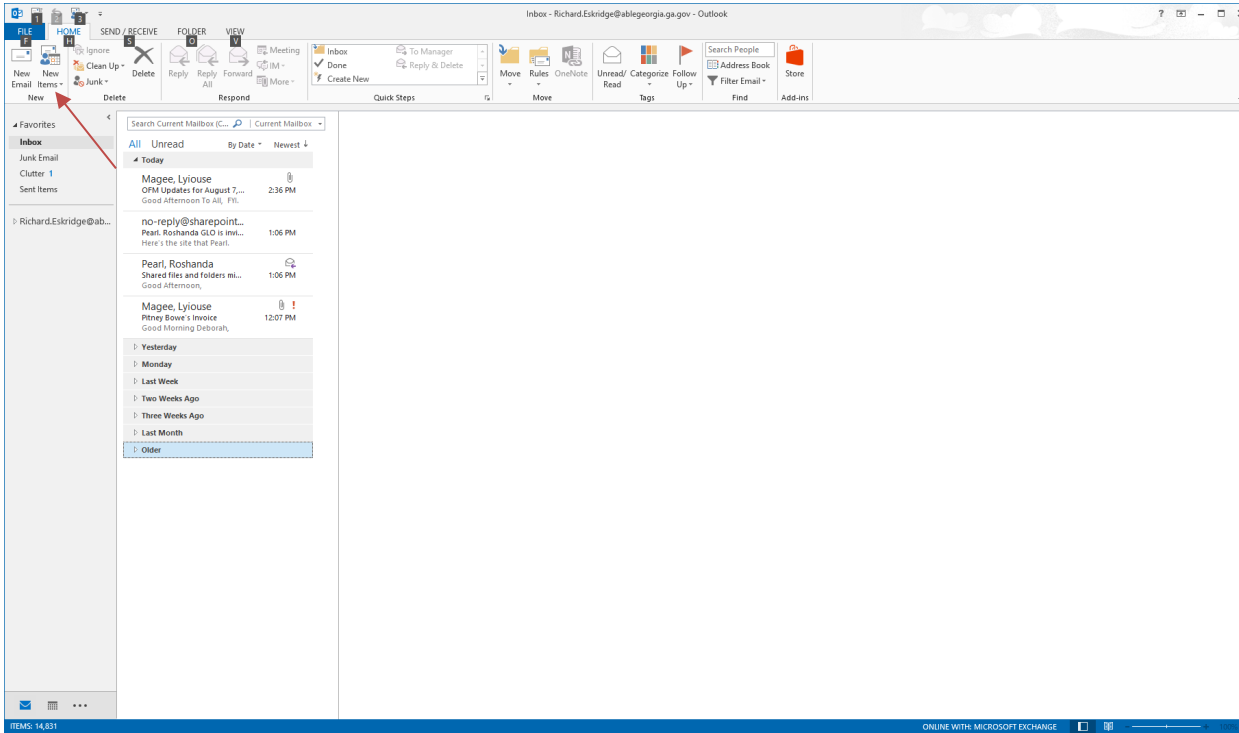 Inbox - Richard.Eskridge@ablegeorgia.ga.gov - Outlook
1 2 3
FILE HOME SEND / RECEIVE FOLDER VIEW
F H S O V
New Email
New Items
New
Ignore
Clean Up
Junk
Delete
Delete
Reply
Reply All
Forward
Meeting
IM
More
Respond
Inbox
Done
Create New
To Manager
Reply & Delete
Quick Steps
Move
Rules
OneNote
Move
Unread/ Read
Categorize
Follow Up
Tags
Search People
Address Book
Filter Email
Find
Store
Add-ins
Favorites
Inbox
Junk Email
Clutter 1
Sent Items
Richard.Eskridge@ab...
Search Current Mailbox (C... Current Mailbox
All Unread By Date Newest ↓
Today
Magee, Lyiouse
OFM Updates for August 7,... 2:36 PM
Good Afternoon To All, FYI.
no-reply@sharepoint...
Pearl. Roshanda GLO is invi... 1:06 PM
Here's the site that Pearl.
Pearl, Roshanda
Shared files and folders mi... 1:06 PM
Good Afternoon,
Magee, Lyiouse !
Pitney Bowe's Invoice 12:07 PM
Good Morning Deborah,
Yesterday
Monday
Last Week
Two Weeks Ago
Three Weeks Ago
Last Month
Older
ITEMS: 14,831 ONLINE WITH: MICROSOFT EXCHANGE